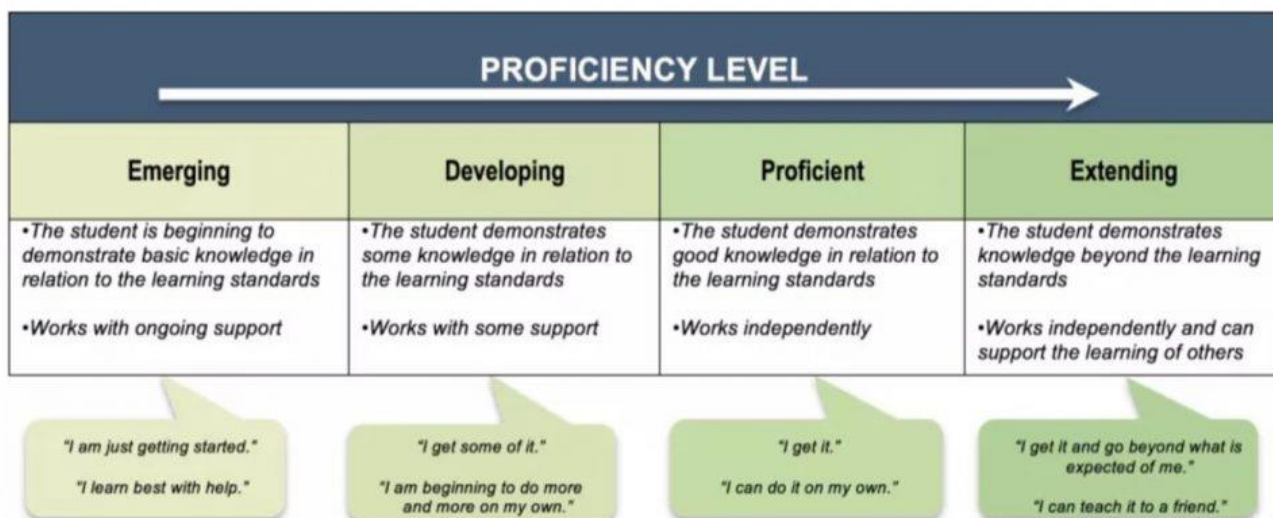 PROFICIENCY LEVEL
Emerging
Developing
Proficient
Extending
•The student is beginning to
demonstrate basic knowledge in
relation to the learning standards
•Works with ongoing support
•The student demonstrates
some knowledge in relation to
the learning standards
•Works with some support
•The student demonstrates
good knowledge in relation to
the learning standards
•Works independently
•The student demonstrates
knowledge beyond the learning
standards
•Works independently and can
support the learning of others
"I am just getting started."
"I learn best with help."
"I get some of it."
"I am beginning to do more
and more on my own."
"I get it."
"I can do it on my own."
"I get it and go beyond what is
expected of me."
"I can teach it to a friend."